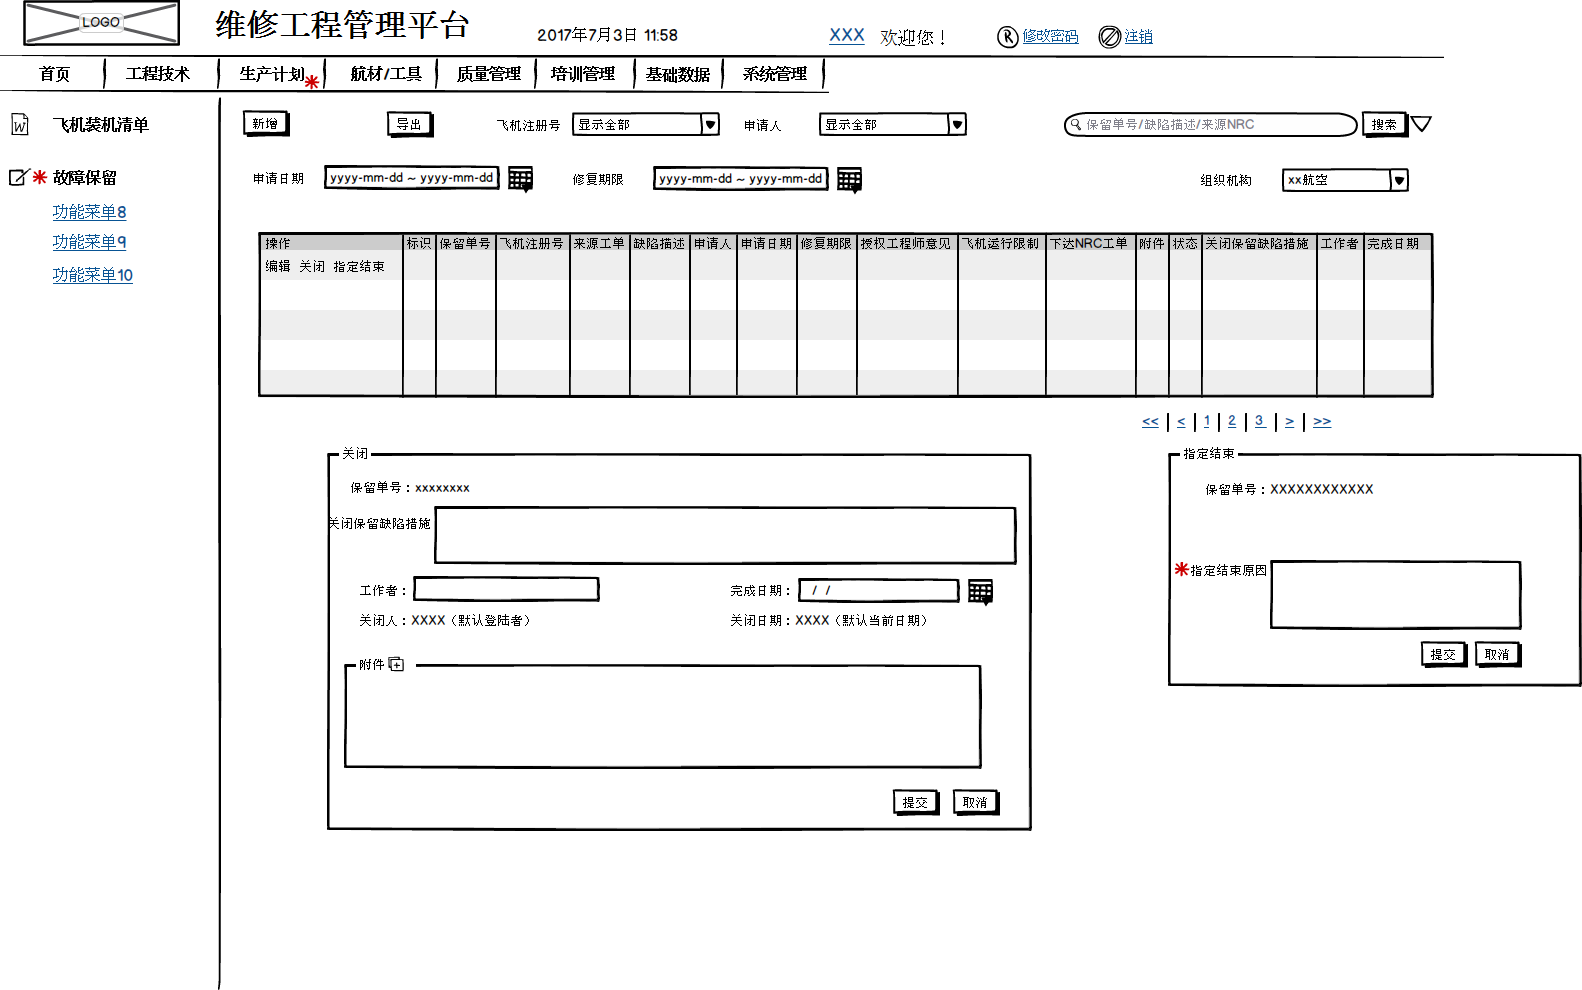 LOGO
维修工程管理平台
2017年7月3日 11:58
XXX 欢迎您！
修改密码
注销
首页 工程技术 生产计划 航材/工具 质量管理 培训管理 基础数据 系统管理
飞机装机清单
故障保留
功能菜单8
功能菜单9
功能菜单10
新增 导出 飞机注册号 显示全部 申请人 显示全部 保留单号/缺陷描述/来源NRC 搜索
申请日期 yyyy-mm-dd ~ yyyy-mm-dd 修复期限 yyyy-mm-dd ~ yyyy-mm-dd 组织机构 xx航空
操作 标识 保留单号 飞机注册号 来源工单 缺陷描述 申请人 申请日期 修复期限 授权工程师意见 飞机运行限制 下达NRC工单 附件 状态 关闭保留缺陷措施 工作者 完成日期
编辑 关闭 指定结束
<< | < | 1 | 2 | 3 | > | >>
关闭
保留单号：xxxxxxxx
关闭保留缺陷措施
工作者： 完成日期： / /
关闭人：XXXX（默认登陆者） 关闭日期：XXXX（默认当前日期）
附件
提交 取消
指定结束
保留单号：XXXXXXXXXXXX
指定结束原因
提交 取消